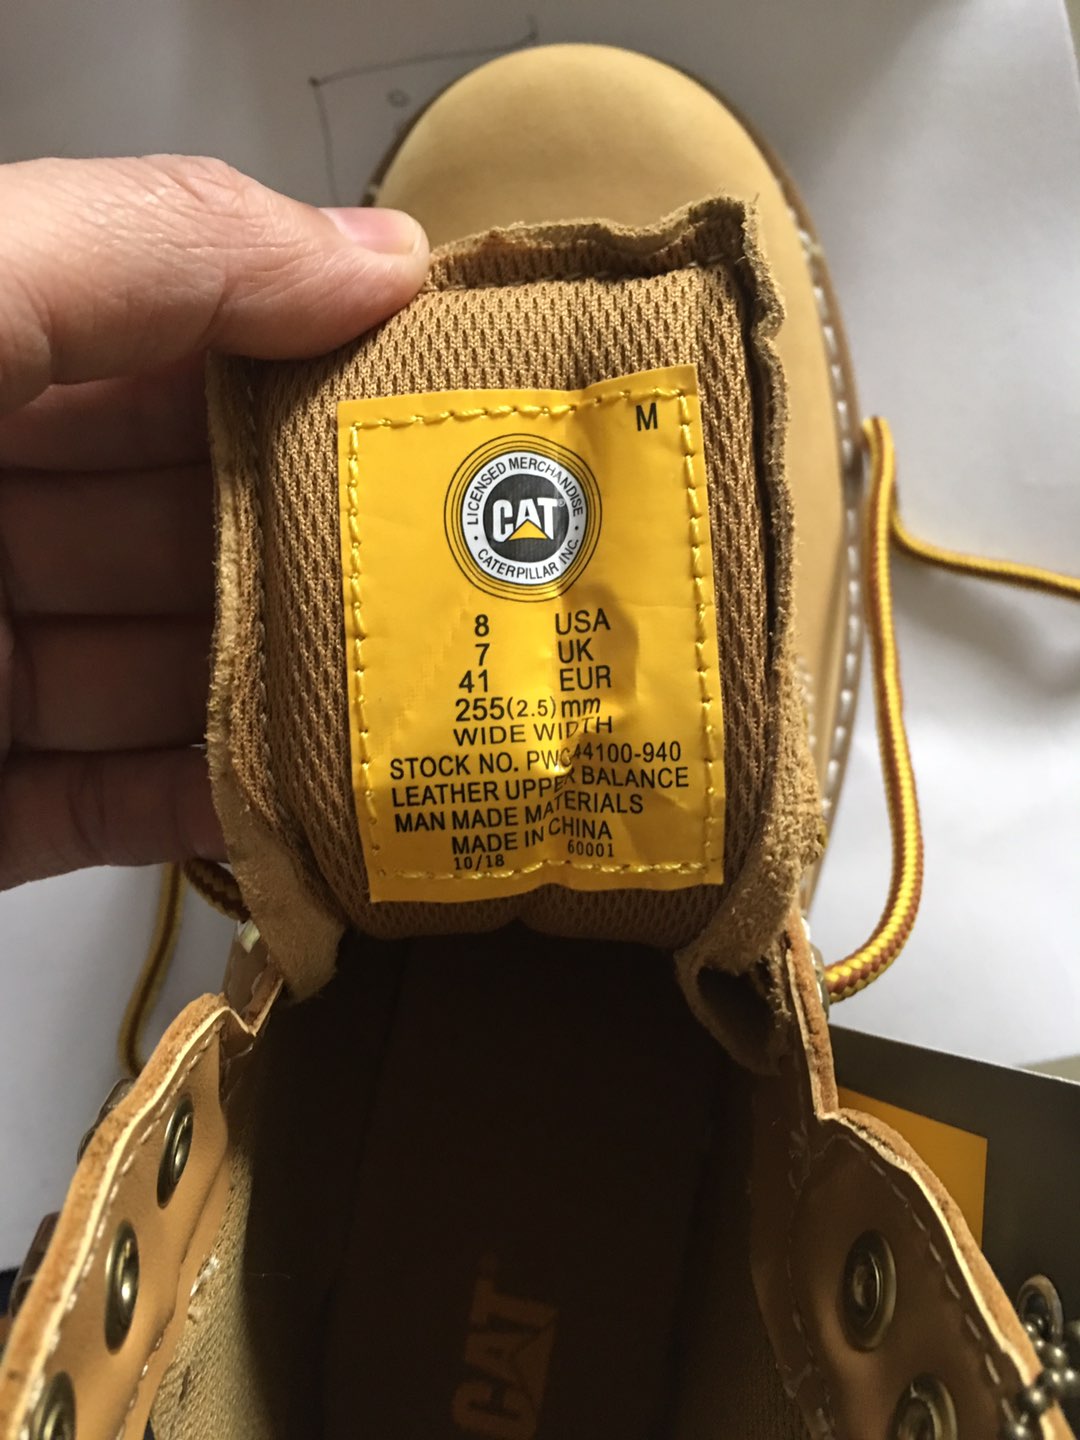 M
LICENSED MERCHANDISE
CAT®
· CATERPILLAR INC. ·
8 USA
7 UK
41 EUR
255(2.5)mm
WIDE WIDTH
STOCK NO. PWC44100-940
LEATHER UPPER BALANCE
MAN MADE MATERIALS
MADE IN CHINA
10/18 60001
CAT